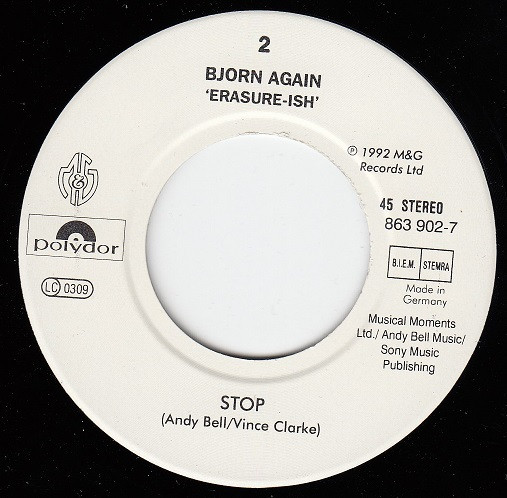 2
BJORN AGAIN
'ERASURE-ISH'
℗ 1992 M&G
Records Ltd
M&G
polydor
LC 0309
45 STEREO
863 902-7
B.I.E.M. STEMRA
Made in
Germany
Musical Moments
Ltd./ Andy Bell Music/
Sony Music
Publishing
STOP
(Andy Bell/Vince Clarke)